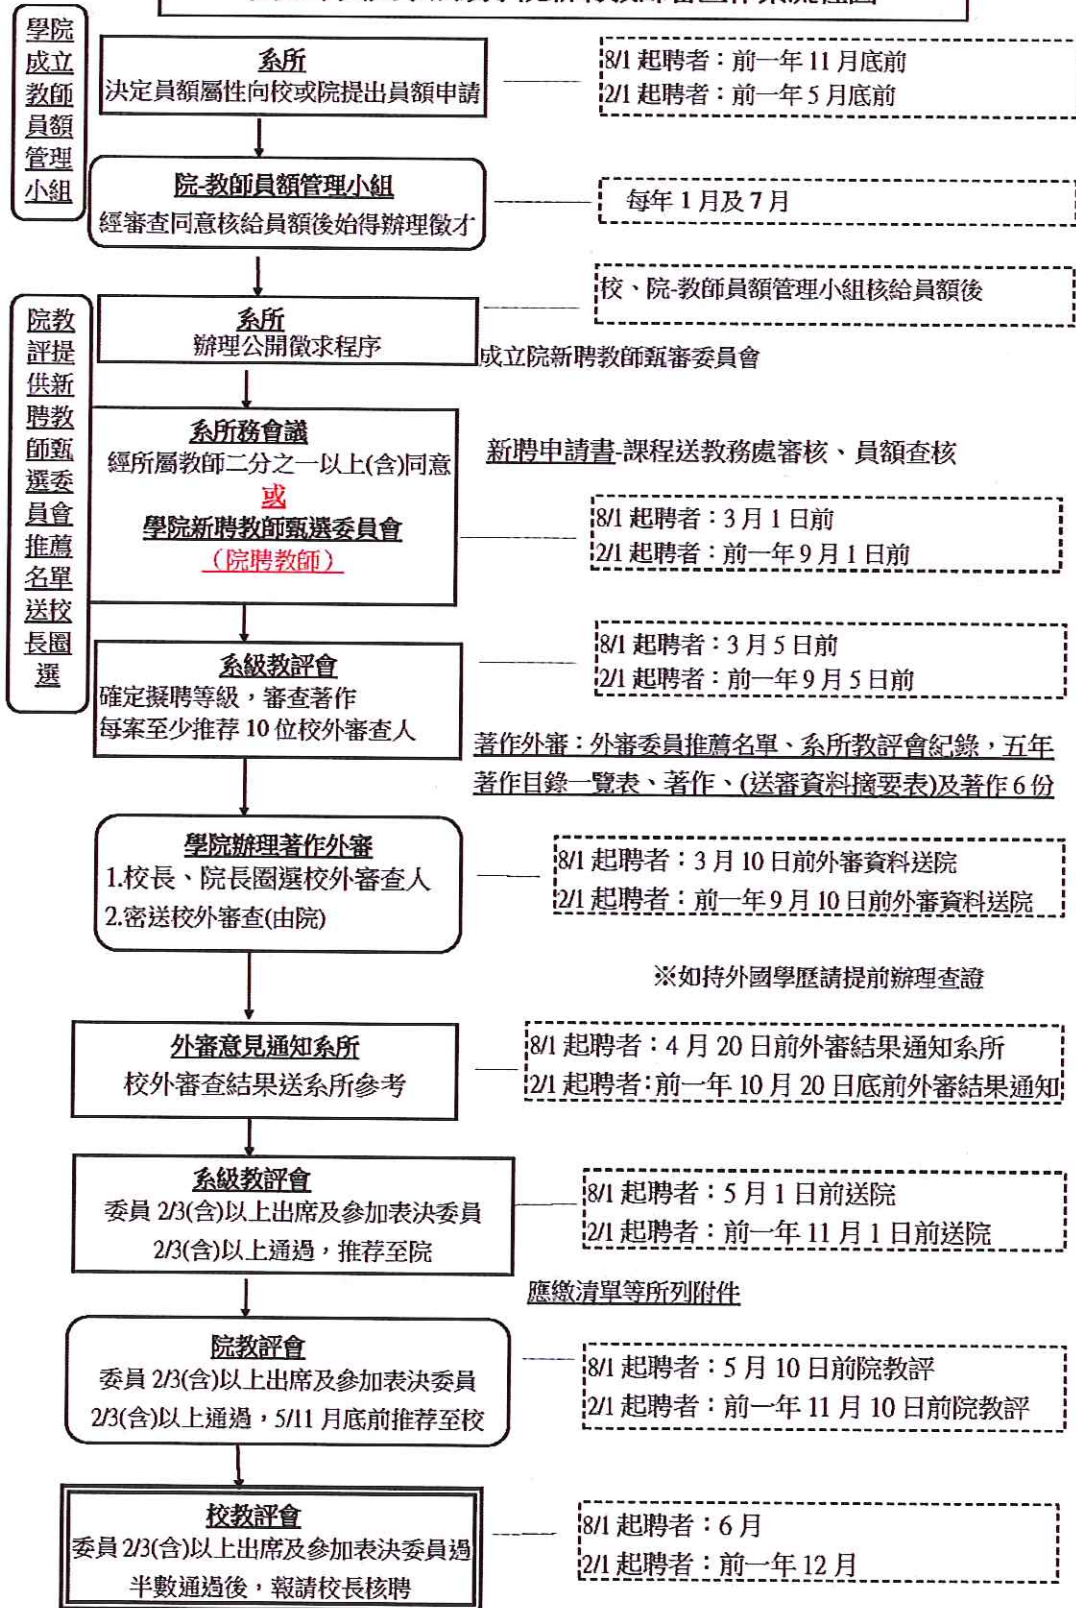 學院
成立
教師
員額
管理
小組
系所
決定員額屬性向校或院提出員額申請
8/1 起聘者：前一年 11 月底前
2/1 起聘者：前一年 5 月底前
院-教師員額管理小組
經審查同意核給員額後始得辦理徵才
每年 1 月及 7 月
院教
評提
供新
聘教
師甄
選委
員會
推薦
名單
送校
長圈
選
系所
辦理公開徵求程序
校、院-教師員額管理小組核給員額後
成立院新聘教師甄審委員會
系所務會議
經所屬教師二分之一以上(含)同意
或
學院新聘教師甄選委員會
（院聘教師）
新聘申請書-課程送教務處審核、員額查核
8/1 起聘者：3 月 1 日前
2/1 起聘者：前一年 9 月 1 日前
系級教評會
確定擬聘等級，審查著作
每案至少推荐 10 位校外審查人
8/1 起聘者：3 月 5 日前
2/1 起聘者：前一年 9 月 5 日前
著作外審：外審委員推薦名單、系所教評會紀錄，五年
著作目錄一覽表、著作、(送審資料摘要表)及著作 6 份
學院辦理著作外審
1.校長、院長圈選校外審查人
2.密送校外審查(由院)
8/1 起聘者：3 月 10 日前外審資料送院
2/1 起聘者：前一年 9 月 10 日前外審資料送院
※如持外國學歷請提前辦理查證
外審意見通知系所
校外審查結果送系所參考
8/1 起聘者：4 月 20 日前外審結果通知系所
2/1 起聘者：前一年 10 月 20 日底前外審結果通知
系級教評會
委員 2/3(含)以上出席及參加表決委員
2/3(含)以上通過，推荐至院
8/1 起聘者：5 月 1 日前送院
2/1 起聘者：前一年 11 月 1 日前送院
應繳清單等所列附件
院教評會
委員 2/3(含)以上出席及參加表決委員
2/3(含)以上通過，5/11 月底前推荐至校
8/1 起聘者：5 月 10 日前院教評
2/1 起聘者：前一年 11 月 10 日前院教評
校教評會
委員 2/3(含)以上出席及參加表決委員過
半數通過後，報請校長核聘
8/1 起聘者：6 月
2/1 起聘者：前一年 12 月